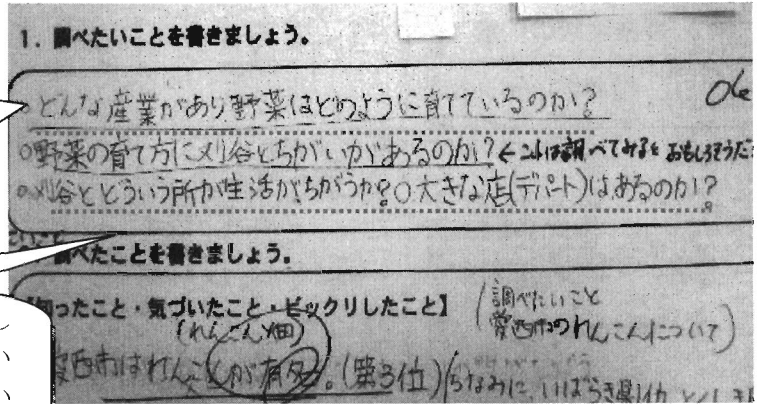 1. 調べたいことを書きましょう。
○どんな産業があり野菜はどのように育てているのか?
○野菜の育て方に刈谷とちがいがあるのか?←これは調べてみるとおもしろそうだ
○刈谷とどういう所が生活がちがうか?○大きな店(デパート)はあるのか?
調べたことを書きましょう。
知ったこと・気づいたこと・ビックリしたこと】
(調べたいこと
愛西市のれんこんについて)
(れんこん畑)
愛西市はれんこんが有名。(第3位)(ちなみに、いばらき県1位